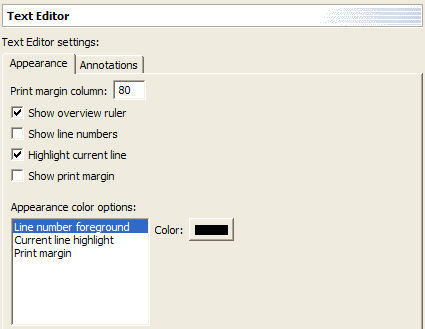 Text Editor
Text Editor settings:
Appearance Annotations
Print margin column: 80
Show overview ruler
Show line numbers
Highlight current line
Show print margin
Appearance color options:
Line number foreground Color:
Current line highlight
Print margin